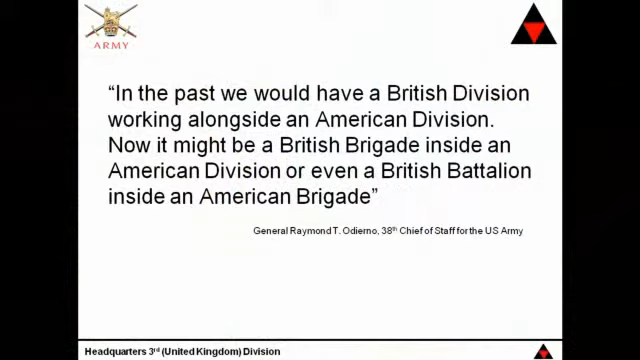 ARMY
“In the past we would have a British Division
working alongside an American Division.
Now it might be a British Brigade inside an
American Division or even a British Battalion
inside an American Brigade”
General Raymond T. Odierno, 38th Chief of Staff for the US Army
Headquarters 3rd (United Kingdom) Division